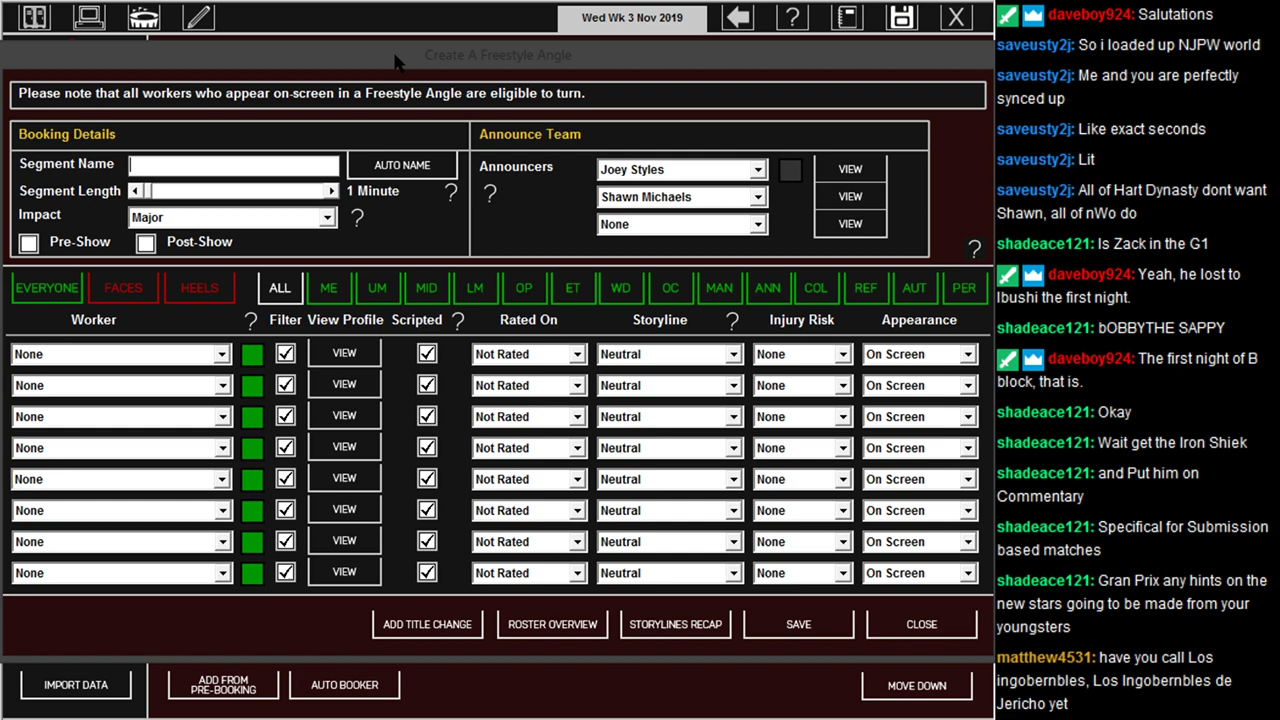 Wed Wk 3 Nov 2019
?
X
Create A Freestyle Angle
Please note that all workers who appear on-screen in a Freestyle Angle are eligible to turn.
Booking Details
Segment Name
AUTO NAME
Segment Length
1 Minute
?
Impact
Major
?
Pre-Show
Post-Show
Announce Team
Announcers
?
Joey Styles
VIEW
Shawn Michaels
VIEW
None
VIEW
?
EVERYONE FACES HEELS ALL ME UM MID LM OP ET WD OC MAN ANN COL REF AUT PER
Worker ? Filter View Profile Scripted ? Rated On Storyline ? Injury Risk Appearance
None VIEW Not Rated Neutral None On Screen
None VIEW Not Rated Neutral None On Screen
None VIEW Not Rated Neutral None On Screen
None VIEW Not Rated Neutral None On Screen
None VIEW Not Rated Neutral None On Screen
None VIEW Not Rated Neutral None On Screen
None VIEW Not Rated Neutral None On Screen
None VIEW Not Rated Neutral None On Screen
ADD TITLE CHANGE ROSTER OVERVIEW STORYLINES RECAP SAVE CLOSE
IMPORT DATA
ADD FROM
PRE-BOOKING
AUTO BOOKER
MOVE DOWN
daveboy924: Salutations
saveusty2j: So i loaded up NJPW world
saveusty2j: Me and you are perfectly
synced up
saveusty2j: Like exact seconds
saveusty2j: Lit
saveusty2j: All of Hart Dynasty dont want
Shawn, all of nWo do
shadeace121: Is Zack in the G1
daveboy924: Yeah, he lost to
Ibushi the first night.
shadeace121: bOBBYTHE SAPPY
daveboy924: The first night of B
block, that is.
shadeace121: Okay
shadeace121: Wait get the Iron Shiek
shadeace121: and Put him on
Commentary
shadeace121: Specifical for Submission
based matches
shadeace121: Gran Prix any hints on the
new stars going to be made from your
youngsters
matthew4531: have you call Los
ingobernbles, Los Ingobernbles de
Jericho yet